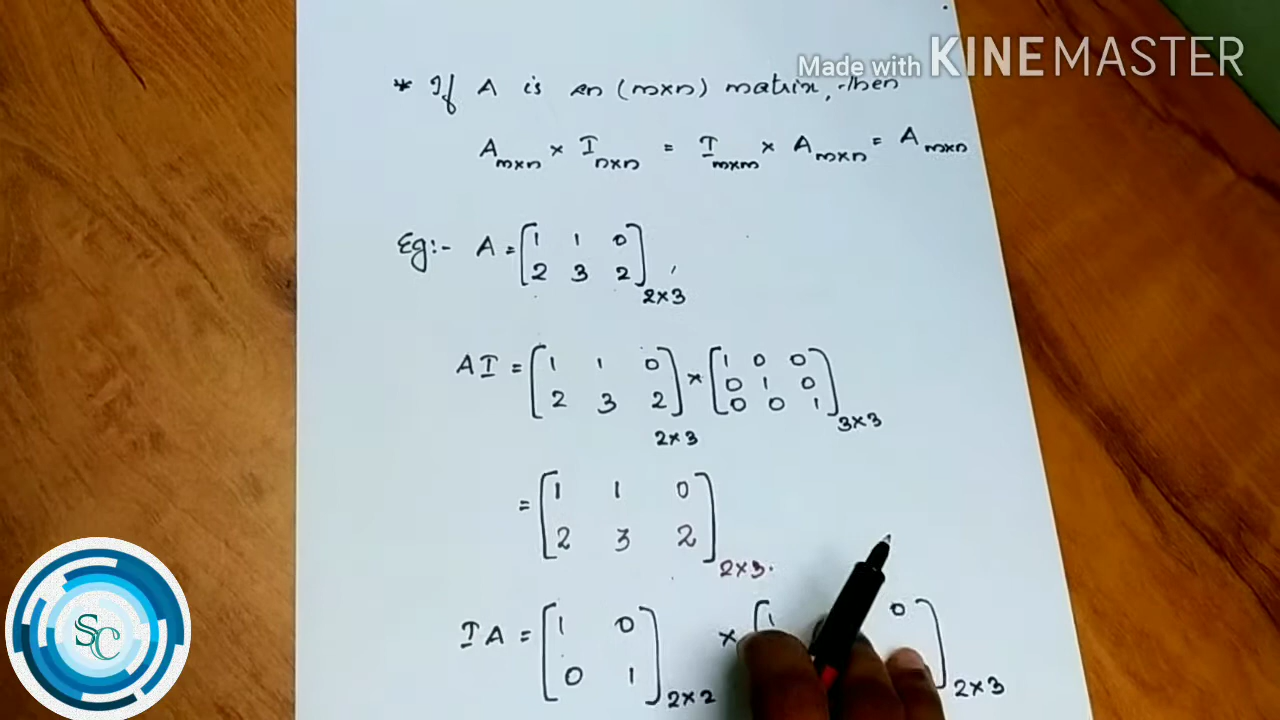 Made with KINEMASTER
* If A is an (m×n) matrix, then
A m×n × I n×n = I m×m × A m×n = A m×n
Eg:- A = [1 1 0
2 3 2] 2×3
AI = [1 1 0 × [1 0 0
0 1 0
2 3 2] 2×3 0 0 1] 3×3
= [1 1 0
2 3 2] 2×3.
IA = [1 0 × [1 0
0 1] 2×2 ] 2×3
SC